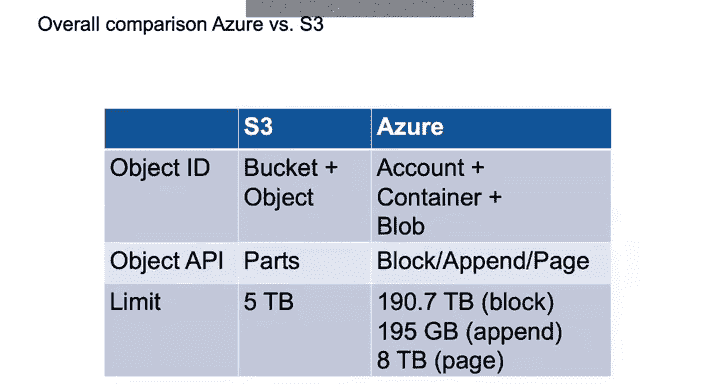 Overall comparison Azure vs. S3
S3 Azure
Object ID Bucket + Account +
Object Container +
Blob
Object API Parts Block/Append/Page
Limit 5 TB 190.7 TB (block)
195 GB (append)
8 TB (page)